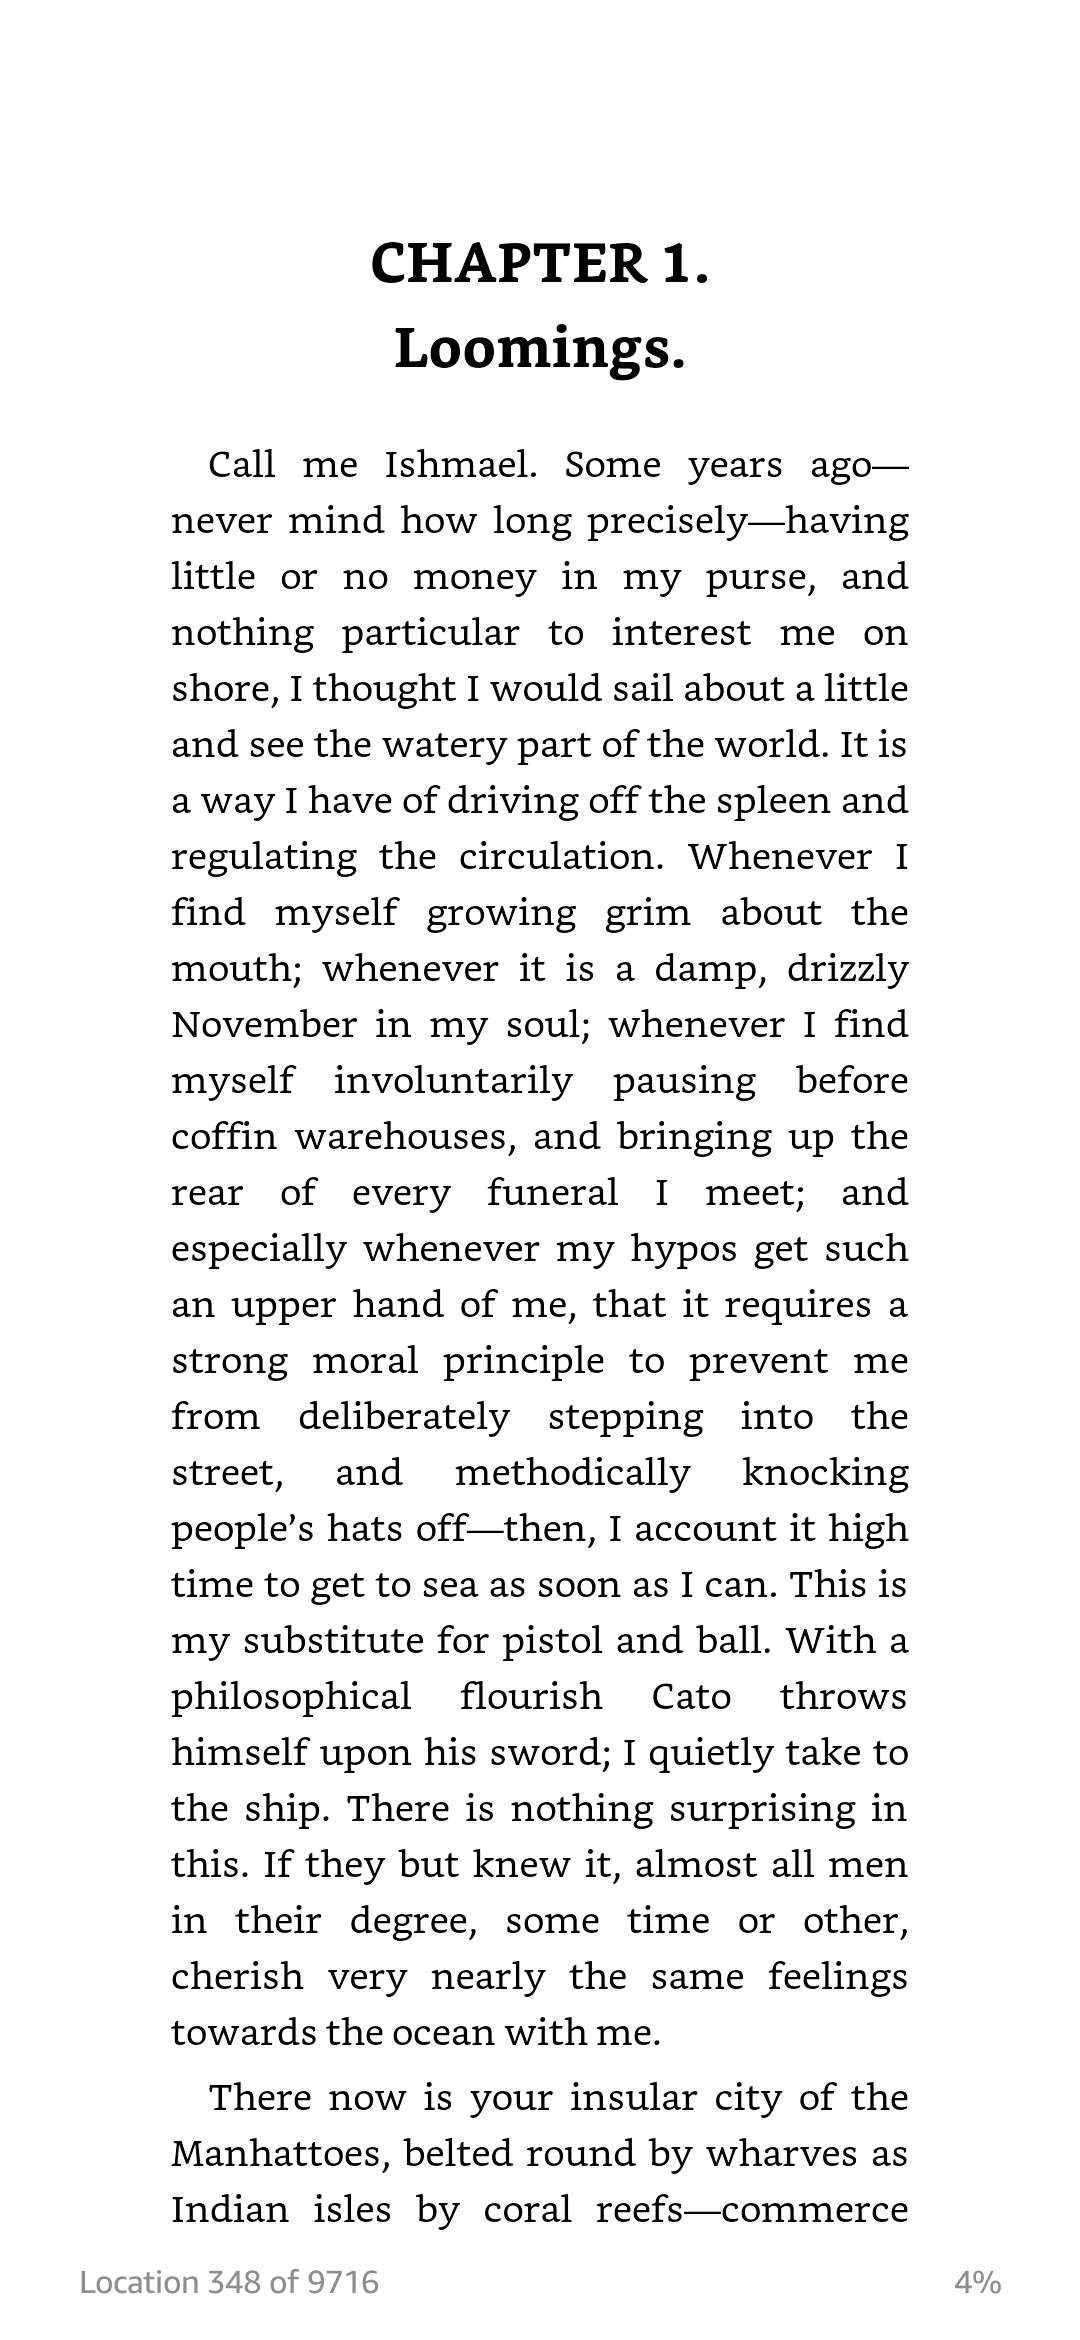 CHAPTER 1.
Loomings.
Call me Ishmael. Some years ago—
never mind how long precisely—having
little or no money in my purse, and
nothing particular to interest me on
shore, I thought I would sail about a little
and see the watery part of the world. It is
a way I have of driving off the spleen and
regulating the circulation. Whenever I
find myself growing grim about the
mouth; whenever it is a damp, drizzly
November in my soul; whenever I find
myself involuntarily pausing before
coffin warehouses, and bringing up the
rear of every funeral I meet; and
especially whenever my hypos get such
an upper hand of me, that it requires a
strong moral principle to prevent me
from deliberately stepping into the
street, and methodically knocking
people’s hats off—then, I account it high
time to get to sea as soon as I can. This is
my substitute for pistol and ball. With a
philosophical flourish Cato throws
himself upon his sword; I quietly take to
the ship. There is nothing surprising in
this. If they but knew it, almost all men
in their degree, some time or other,
cherish very nearly the same feelings
towards the ocean with me.
There now is your insular city of the
Manhattoes, belted round by wharves as
Indian isles by coral reefs—commerce
Location 348 of 9716 4%